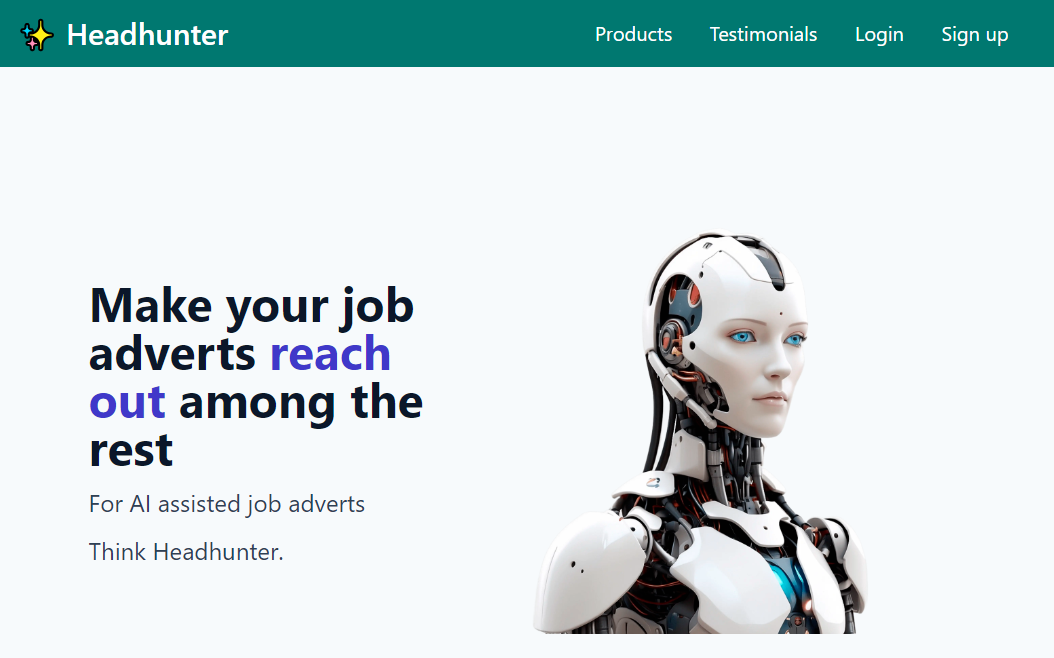 Headhunter
Products Testimonials Login Sign up
Make your job
adverts reach
out among the
rest
For AI assisted job adverts
Think Headhunter.